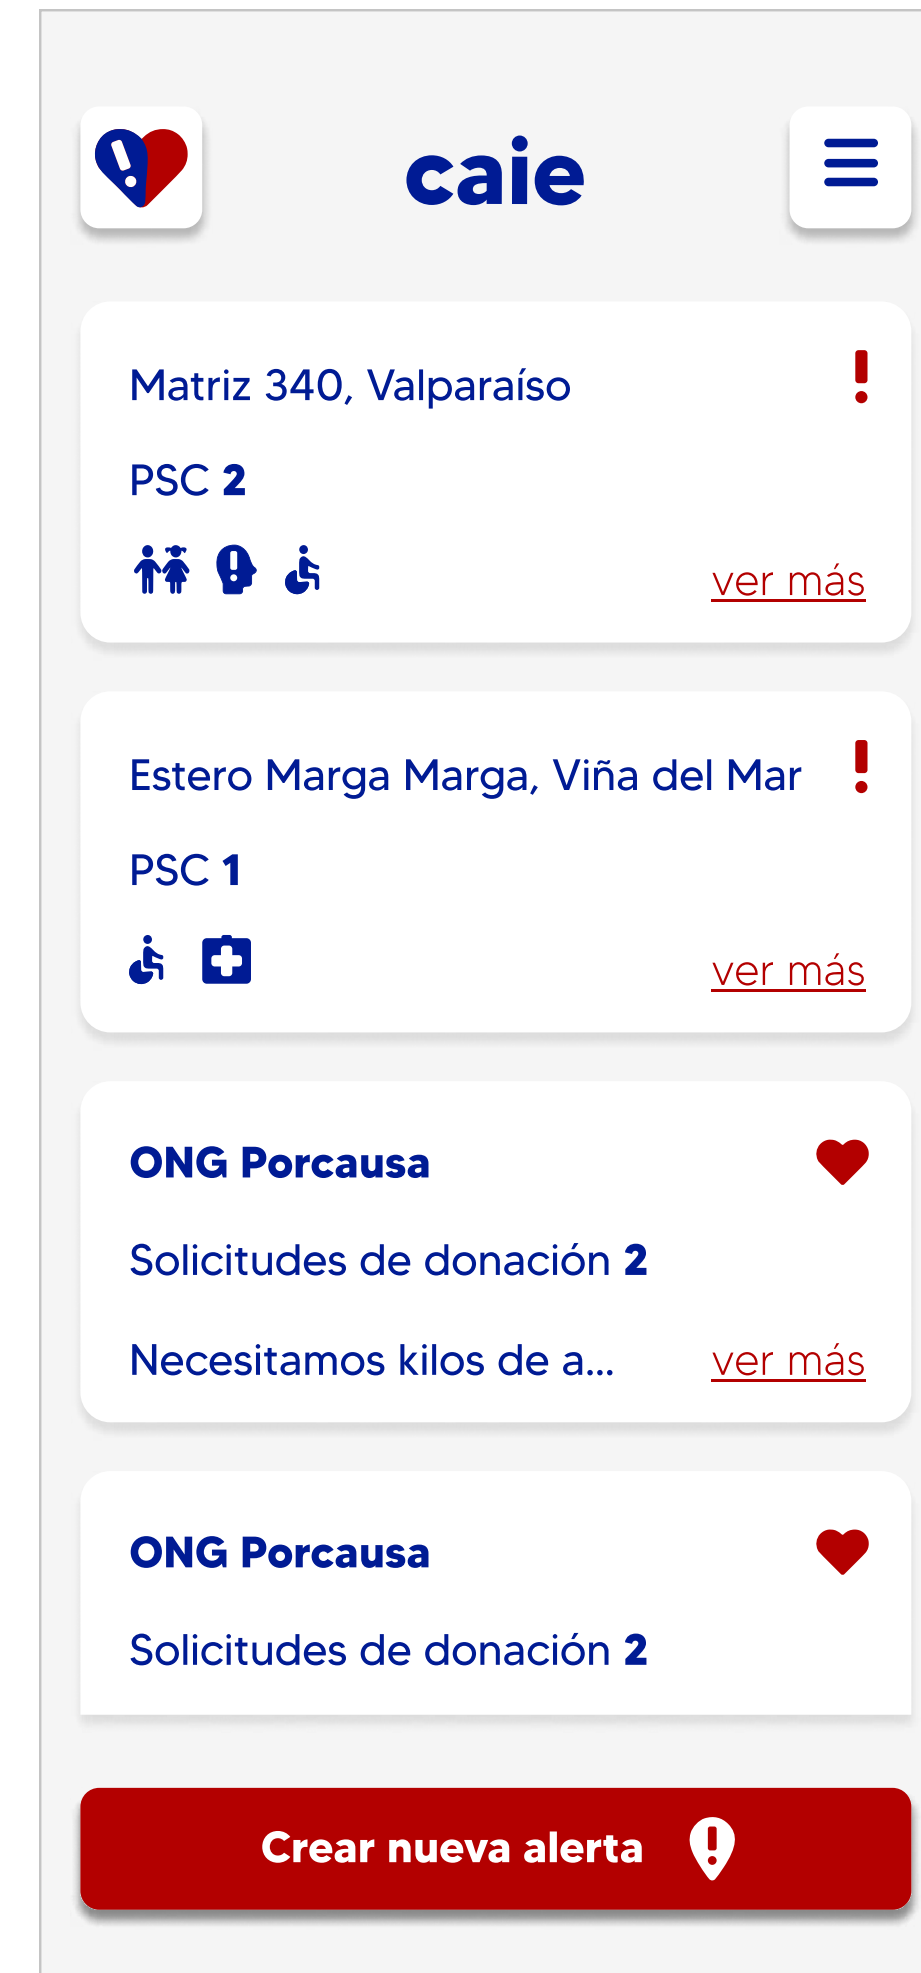 caie
Matriz 340, Valparaíso
PSC 2
ver más
Estero Marga Marga, Viña del Mar
PSC 1
ver más
ONG Porcausa
Solicitudes de donación 2
Necesitamos kilos de a... ver más
ONG Porcausa
Solicitudes de donación 2
Crear nueva alerta